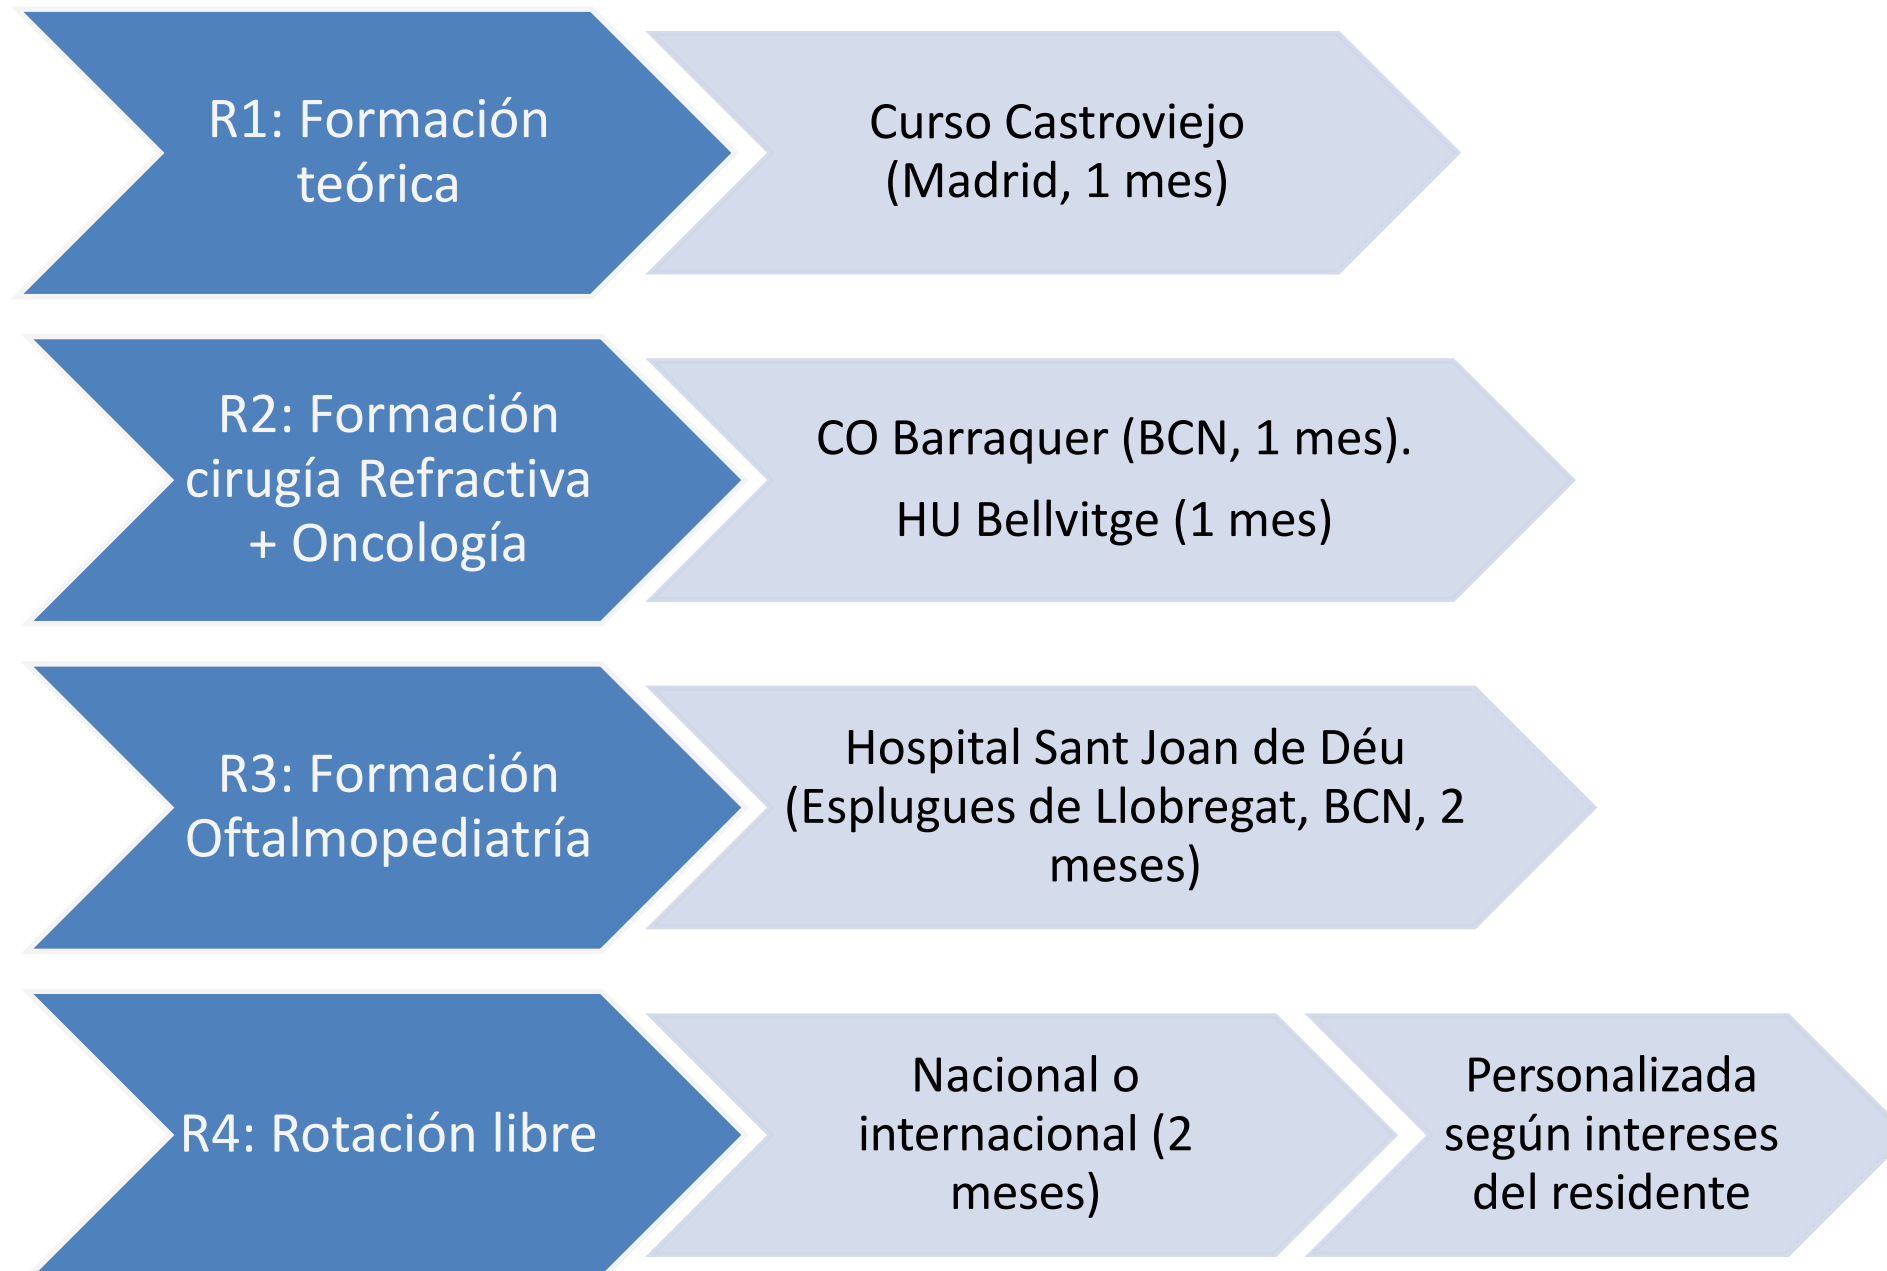 R1: Formación
teórica
Curso Castroviejo
(Madrid, 1 mes)
R2: Formación
cirugía Refractiva
+ Oncología
CO Barraquer (BCN, 1 mes).
HU Bellvitge (1 mes)
R3: Formación
Oftalmopediatría
Hospital Sant Joan de Déu
(Esplugues de Llobregat, BCN, 2
meses)
R4: Rotación libre
Nacional o
internacional (2
meses)
Personalizada
según intereses
del residente